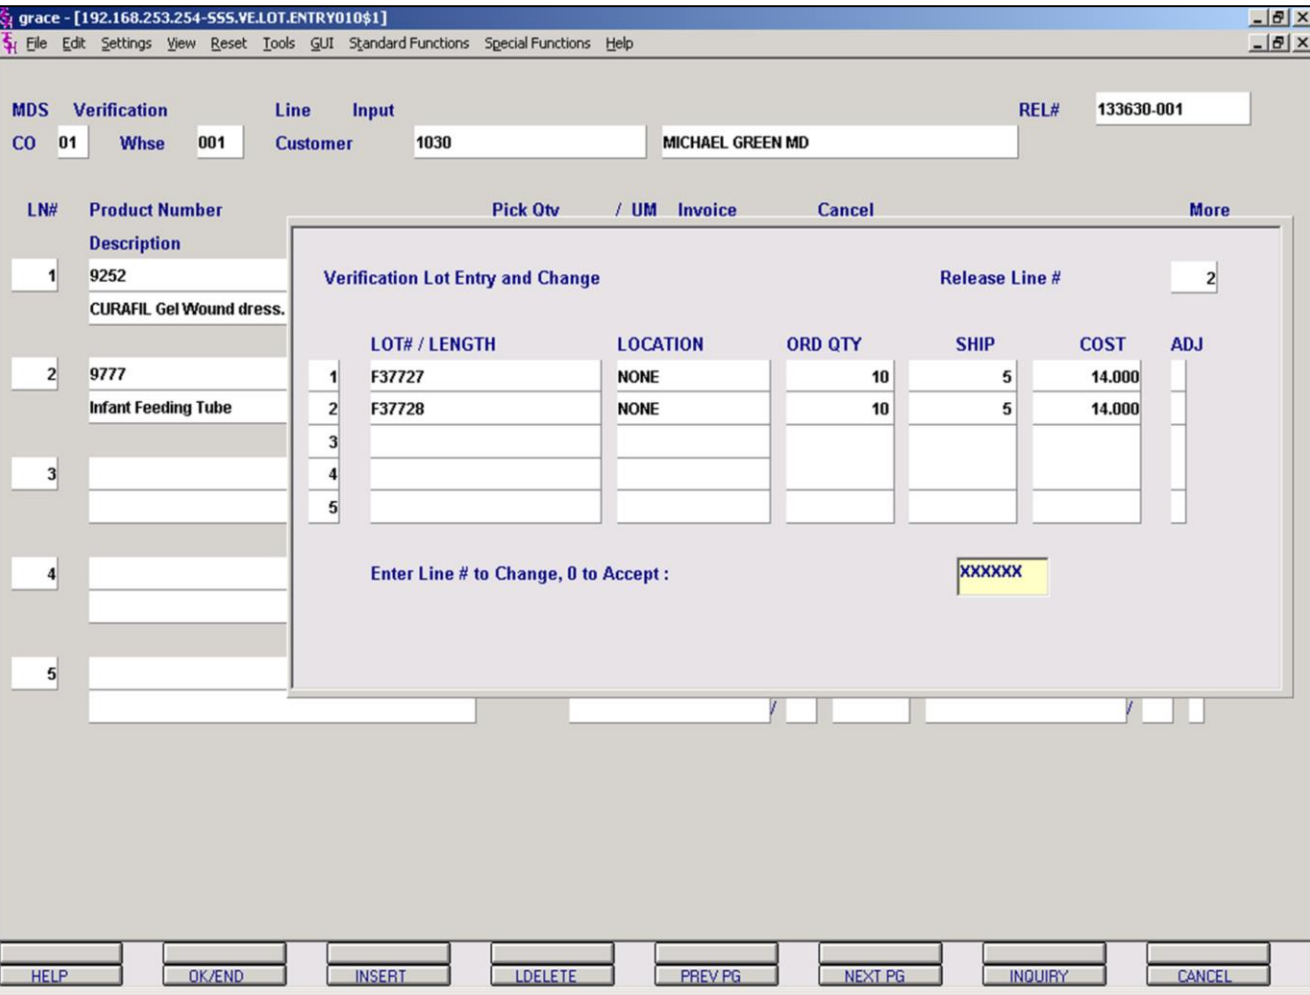 grace - [192.168.253.254-SSS.VE.LOT.ENTRY010$1]
File Edit Settings View Reset Tools GUI Standard Functions Special Functions Help
MDS Verification Line Input REL# 133630-001
CO 01 Whse 001 Customer 1030 MICHAEL GREEN MD
LN# Product Number Pick Qty / UM Invoice Cancel More
Description
1 9252
CURAFIL Gel Wound dress.
Verification Lot Entry and Change Release Line # 2
LOT# / LENGTH LOCATION ORD QTY SHIP COST ADJ
2 9777 1 F37727 NONE 10 5 14.000
Infant Feeding Tube 2 F37728 NONE 10 5 14.000
3
3 4
5
4 Enter Line # to Change, 0 to Accept : XXXXXX
5
/ /
HELP OK/END INSERT LDELETE PREV PG NEXT PG INQUIRY CANCEL